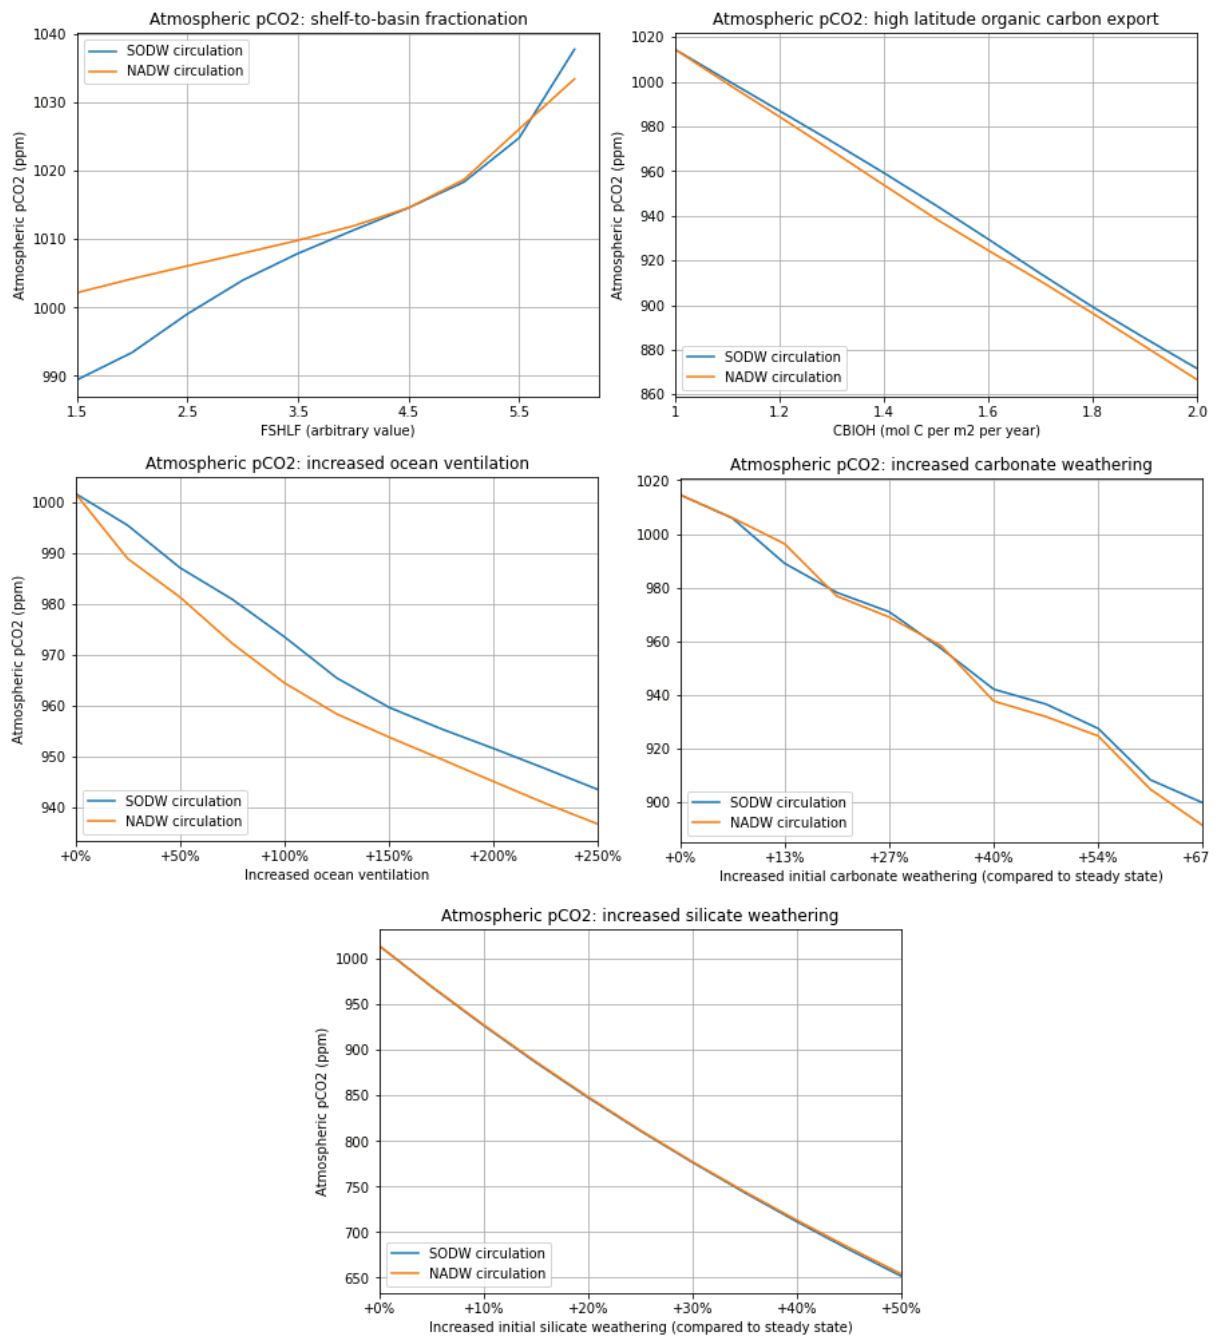 Atmospheric pCO2: shelf-to-basin fractionation
1040
1030
1020
1010
1000
990
Atmospheric pCO2 (ppm)
SODW circulation
NADW circulation
1.5 2.5 3.5 4.5 5.5
FSHLF (arbitrary value)
Atmospheric pCO2: high latitude organic carbon export
1020
1000
980
960
940
920
900
880
860
Atmospheric pCO2 (ppm)
SODW circulation
NADW circulation
1 1.2 1.4 1.6 1.8 2.0
CBIOH (mol C per m2 per year)
Atmospheric pCO2: increased ocean ventilation
1000
990
980
970
960
950
940
Atmospheric pCO2 (ppm)
SODW circulation
NADW circulation
+0% +50% +100% +150% +200% +250%
Increased ocean ventilation
Atmospheric pCO2: increased carbonate weathering
1020
1000
980
960
940
920
900
SODW circulation
NADW circulation
+0% +13% +27% +40% +54% +67
Increased initial carbonate weathering (compared to steady state)
Atmospheric pCO2: increased silicate weathering
1000
950
900
850
800
750
700
650
Atmospheric pCO2 (ppm)
SODW circulation
NADW circulation
+0% +10% +20% +30% +40% +50%
Increased initial silicate weathering (compared to steady state)